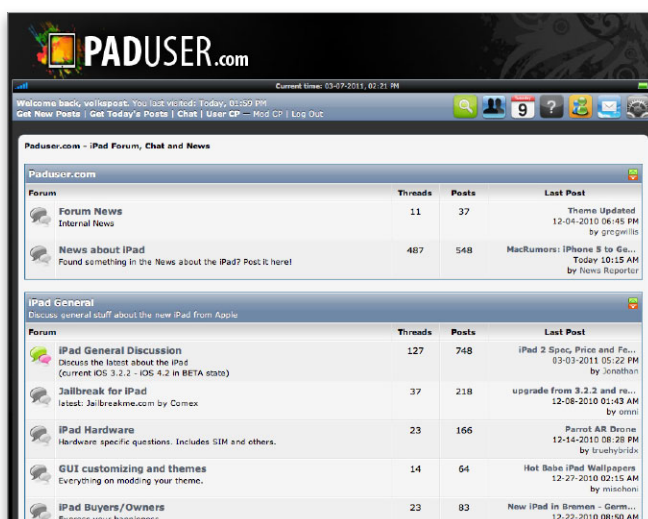 PADUSER.com
Current time: 03-07-2011, 02:21 PM
Welcome back, volkspost. You last visited: Today, 01:59 PM
Get New Posts | Get Today's Posts | Chat | User CP — Mod CP | Log Out
9
?
Paduser.com - iPad Forum, Chat and News
Paduser.com
Forum Threads Posts Last Post
Forum News 11 37 Theme Updated
Internal News 12-04-2010 06:45 PM
by gregwillis
News about iPad 487 548 MacRumors: iPhone 5 to Ge...
Found something in the News about the iPad? Post it here! Today 10:15 AM
by News Reporter
iPad General
Discuss general stuff about the new iPad from Apple
Forum Threads Posts Last Post
iPad General Discussion 127 748 iPad 2 Spec, Price and Fe...
Discuss the latest about the iPad 03-03-2011 05:22 PM
(current iOS 3.2.2 - iOS 4.2 in BETA state) by Jonathan
Jailbreak for iPad 37 218 upgrade from 3.2.2 and re...
latest: Jailbreakme.com by Comex 12-08-2010 01:43 AM
by omni
iPad Hardware 23 166 Parrot AR Drone
Hardware specific questions. Includes SIM and others. 12-14-2010 08:28 PM
by truehybridx
GUI customizing and themes 14 64 Hot Babe iPad Wallpapers
Everything on modding your theme. 12-27-2010 02:15 AM
by mischoni
iPad Buyers/Owners 23 83 New iPad in Bremen - Germ...
Express your happiness 12-22-2010 08:50 AM